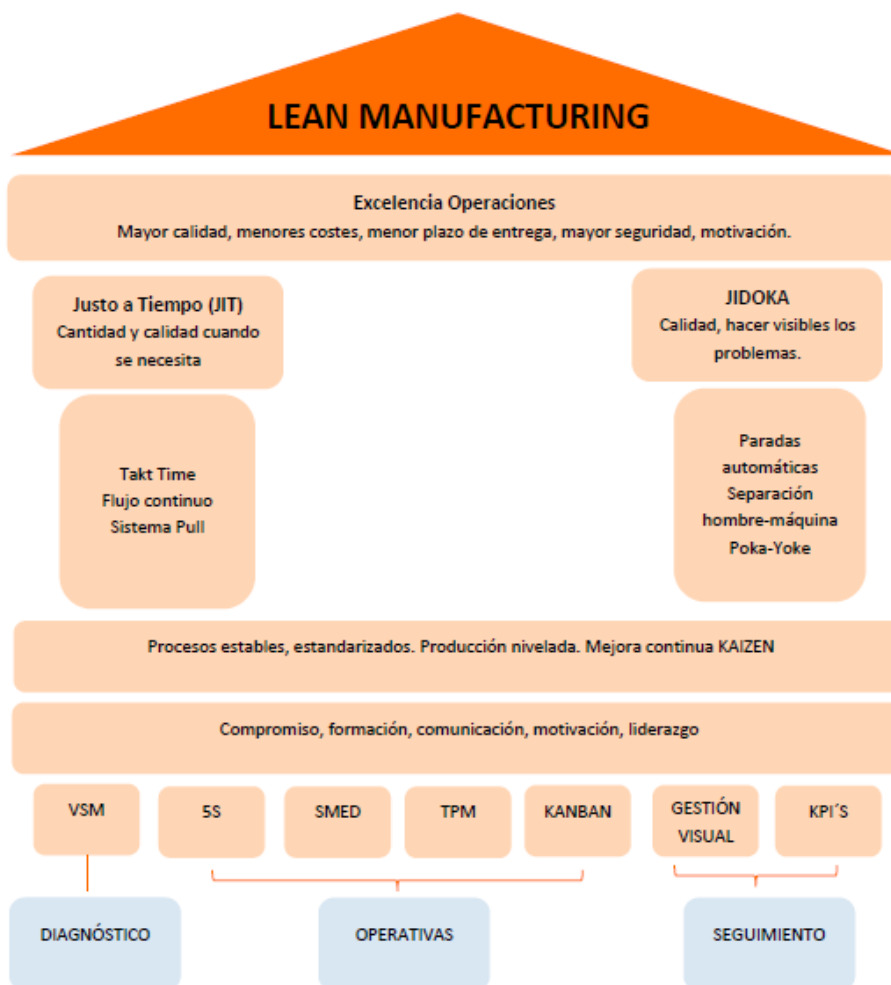 LEAN MANUFACTURING
Excelencia Operaciones
Mayor calidad, menores costes, menor plazo de entrega, mayor seguridad, motivación.
Justo a Tiempo (JIT)
Cantidad y calidad cuando
se necesita
JIDOKA
Calidad, hacer visibles los
problemas.
Takt Time
Flujo continuo
Sistema Pull
Paradas
automáticas
Separación
hombre-máquina
Poka-Yoke
Procesos estables, estandarizados. Producción nivelada. Mejora continua KAIZEN
Compromiso, formación, comunicación, motivación, liderazgo
VSM
5S
SMED
TPM
KANBAN
GESTIÓN
VISUAL
KPI´S
DIAGNÓSTICO
OPERATIVAS
SEGUIMIENTO